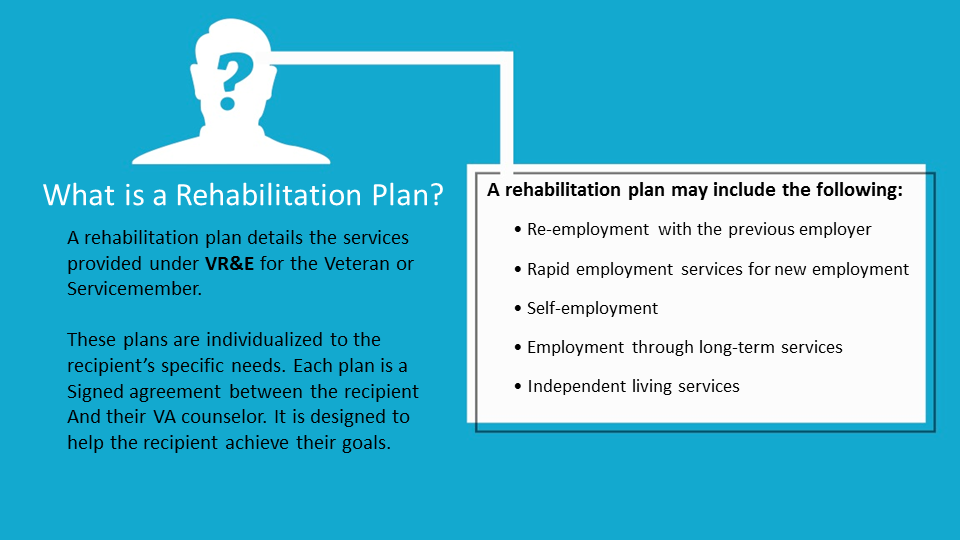 ?
What is a Rehabilitation Plan?
A rehabilitation plan details the services
provided under VR&E for the Veteran or
Servicemember.
These plans are individualized to the
recipient’s specific needs. Each plan is a
Signed agreement between the recipient
And their VA counselor. It is designed to
help the recipient achieve their goals.
A rehabilitation plan may include the following:
• Re-employment with the previous employer
• Rapid employment services for new employment
• Self-employment
• Employment through long-term services
• Independent living services